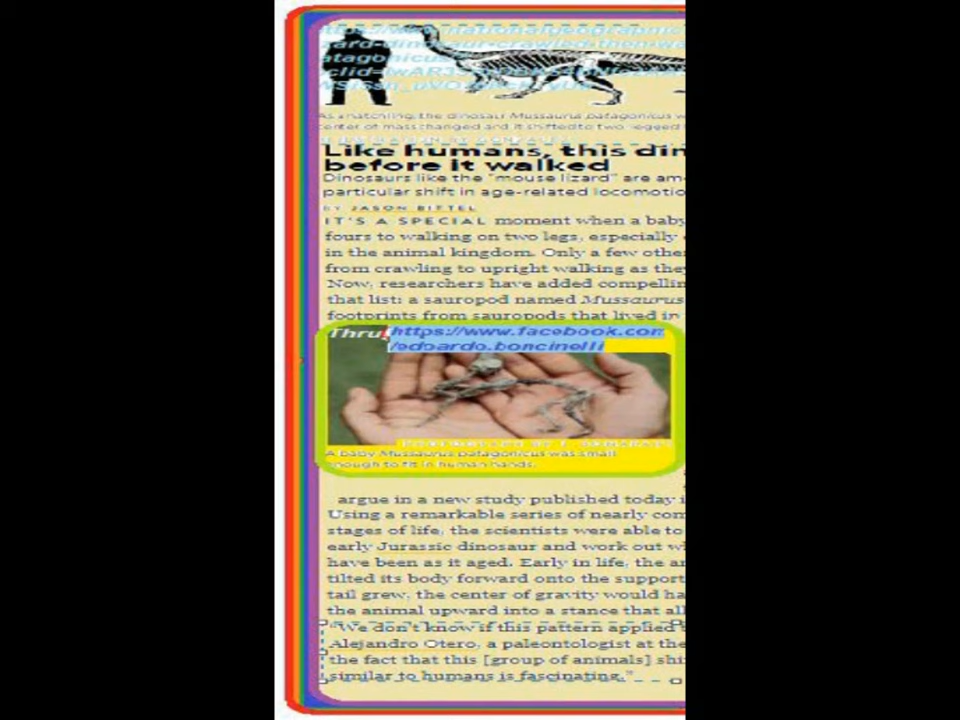 As a hatchling, the dinosaur Mussaurus patagonicus w
center of mass changed and it shifted to two legged
Like humans, this din
before it walked
Dinosaurs like the "mouse lizard" are am
particular shift in age-related locomotio
BY JASON BITTEL
IT'S A SPECIAL moment when a baby
fours to walking on two legs, especially
in the animal kingdom. Only a few othe
from crawling to upright walking as they
Now, researchers have added compellin
that list: a sauropod named Mussaurus
footprints from sauropods that lived in
Thru
https://www.facebook.com
/edoardo.boncinelli
A baby Mussaurus patagonicus was small
enough to fit in human hands.
argue in a new study published today i
Using a remarkable series of nearly com
stages of life, the scientists were able to
early Jurassic dinosaur and work out wh
have been as it aged. Early in life, the an
tilted its body forward onto the support
tail grew, the center of gravity would ha
the animal upward into a stance that all
"We don't know if this pattern applied
Alejandro Otero, a paleontologist at the
the fact that this [group of animals] shi
similar to humans is fascinating."